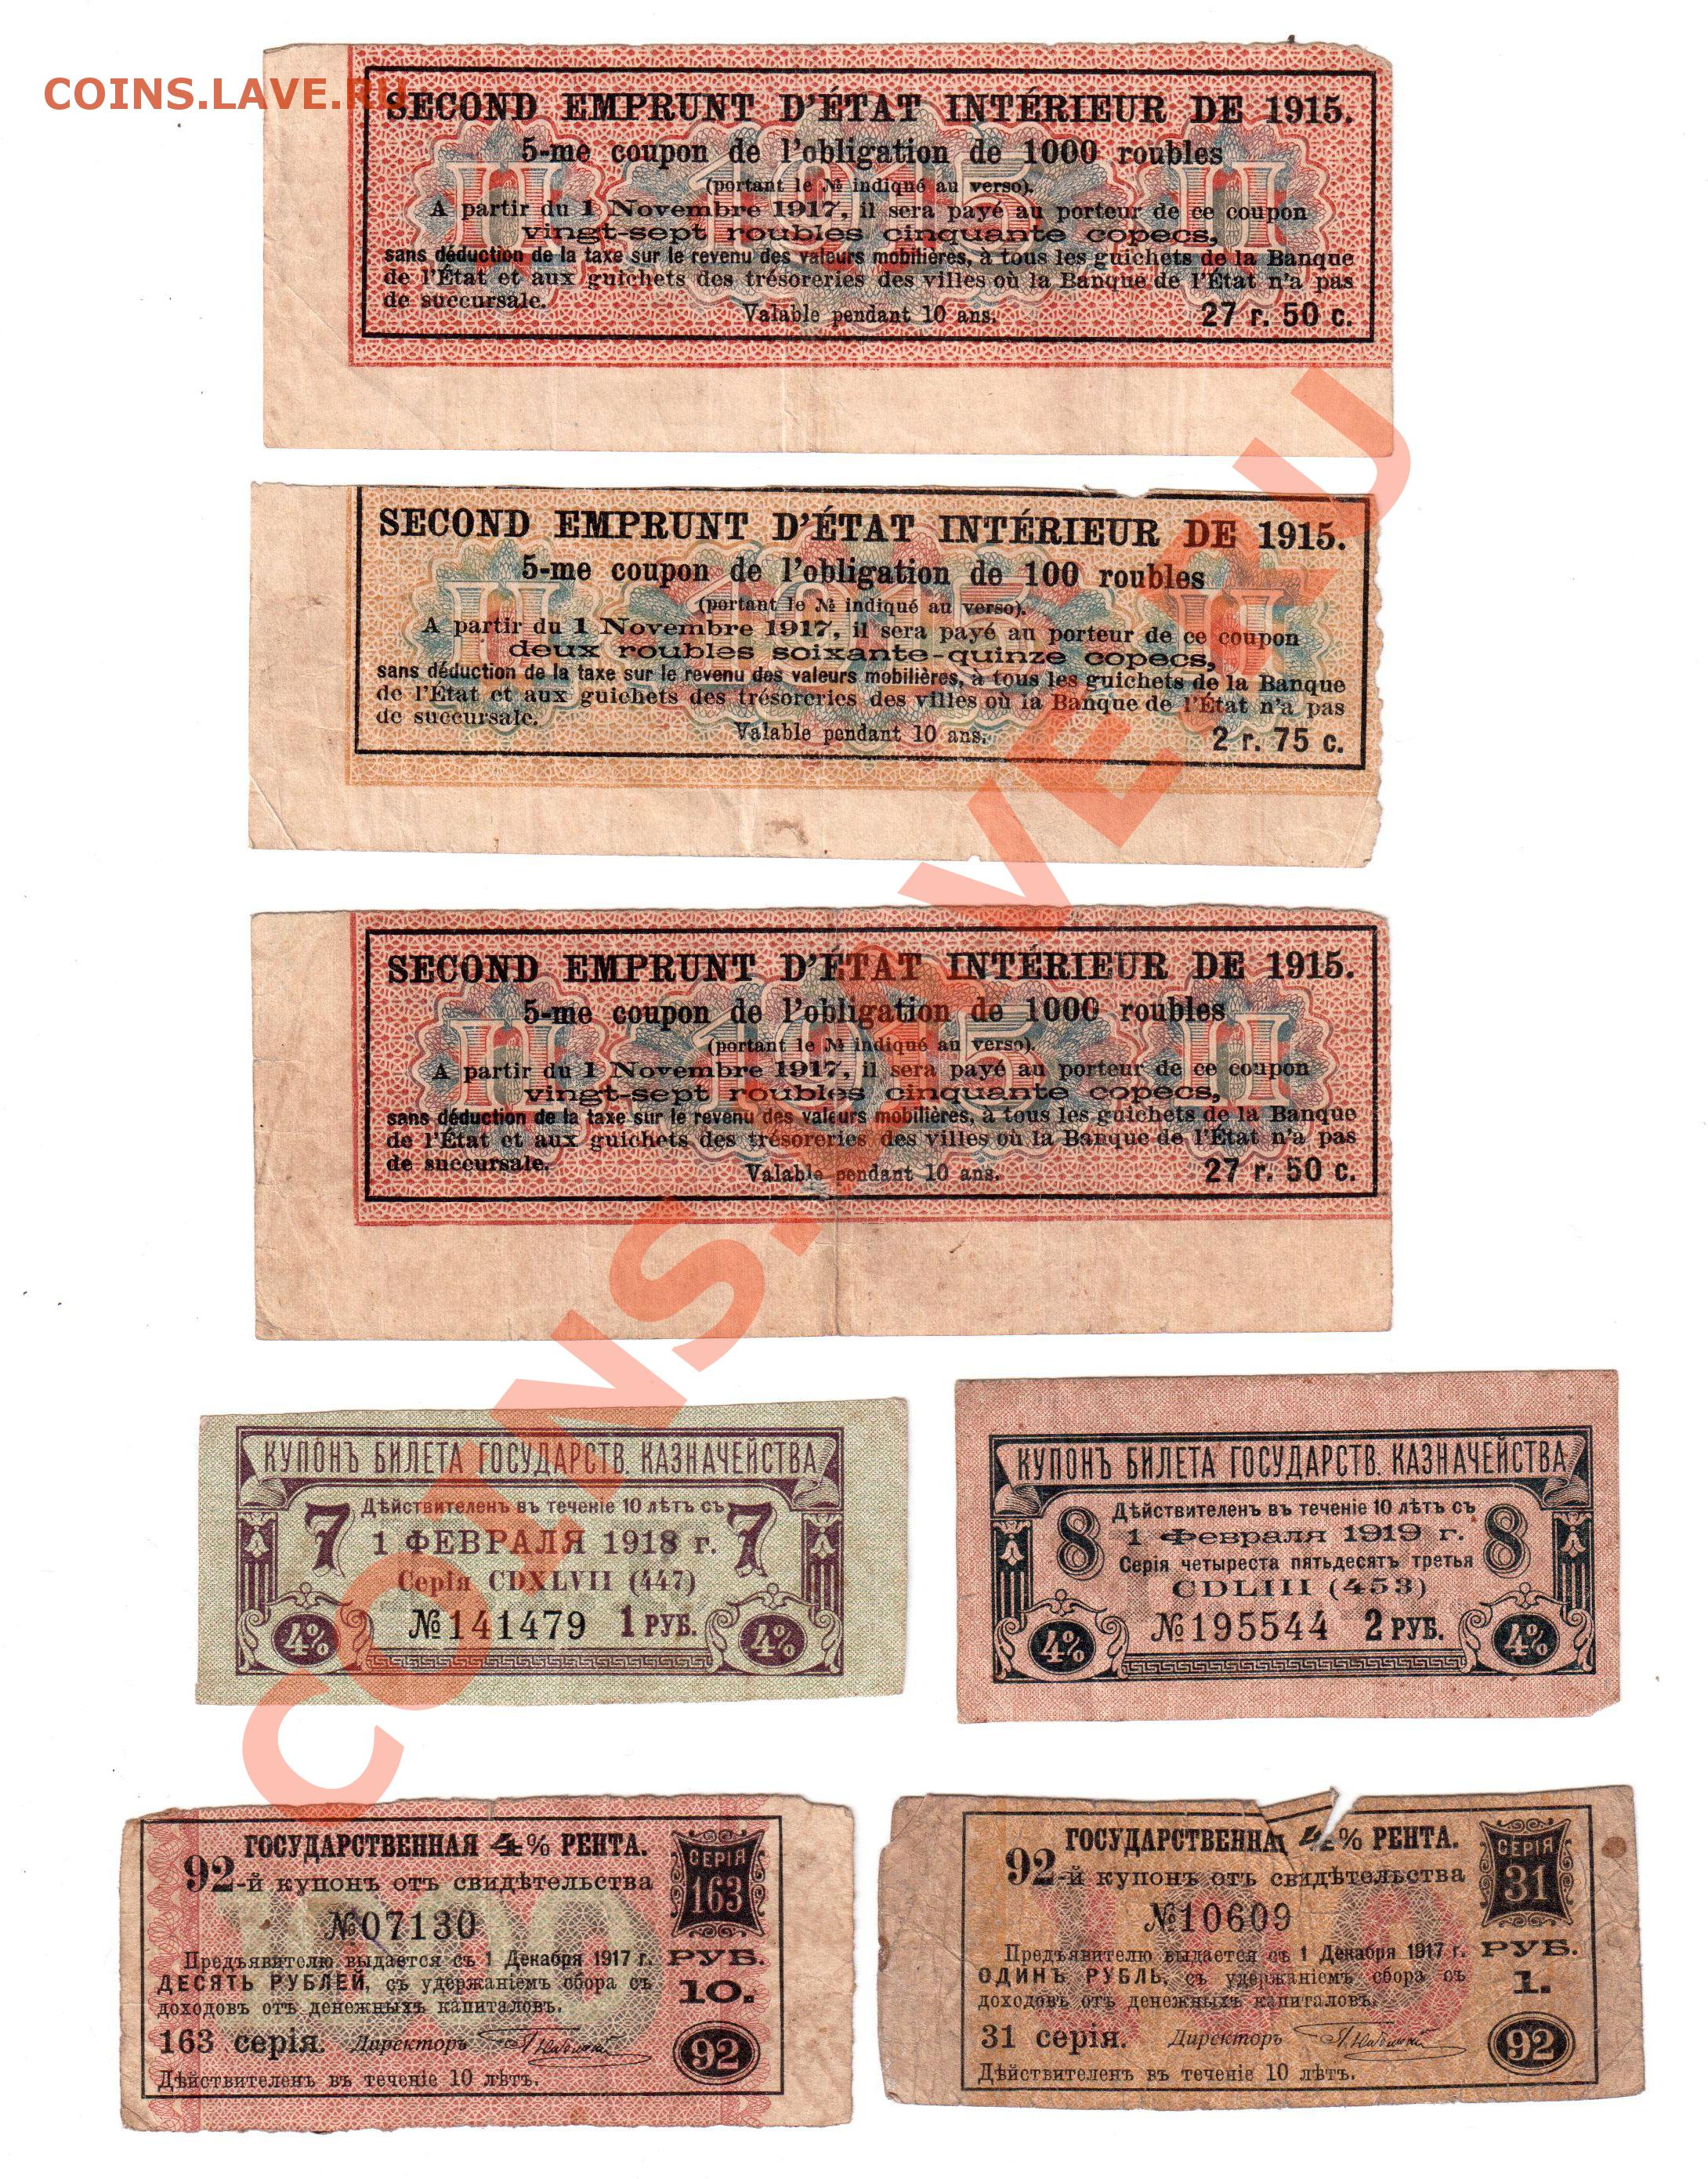 COINS.LAVE.RU
SECOND EMPRUNT D'ÉTAT INTÉRIEUR DE 1915.
5-me coupon de l'obligation de 1000 roubles
(portant le № indiqué au verso).
A partir du 1 Novembre 1917, il sera payé au porteur de ce coupon
vingt-sept roubles cinquante copecs,
sans déduction de la taxe sur le revenu des valeurs mobilières, à tous les guichets de la Banque
de l'État et aux guichets des trésoreries des villes où la Banque de l'État n'a pas
de succursale.
Valable pendant 10 ans.
27 r. 50 c.
II 1915 II
SECOND EMPRUNT D'ÉTAT INTÉRIEUR DE 1915.
5-me coupon de l'obligation de 100 roubles
(portant le № indiqué au verso).
A partir du 1 Novembre 1917, il sera payé au porteur de ce coupon
deux roubles soixante-quinze copecs,
sans déduction de la taxe sur le revenu des valeurs mobilières, à tous les guichets de la Banque
de l'État et aux guichets des trésoreries des villes où la Banque de l'État n'a pas
de succursale.
Valable pendant 10 ans.
2 r. 75 c.
II 1915 II
SECOND EMPRUNT D'ÉTAT INTÉRIEUR DE 1915.
5-me coupon de l'obligation de 1000 roubles
(portant le № indiqué au verso).
A partir du 1 Novembre 1917, il sera payé au porteur de ce coupon
vingt-sept roubles cinquante copecs,
sans déduction de la taxe sur le revenu des valeurs mobilières, à tous les guichets de la Banque
de l'État et aux guichets des trésoreries des villes où la Banque de l'État n'a pas
de succursale.
Valable pendant 10 ans.
27 r. 50 c.
II 1915 II
КУПОНЪ БИЛЕТА ГОСУДАРСТВ. КАЗНАЧЕЙСТВА
Дѣйствителенъ въ теченіе 10 лѣтъ съ
7 1 ФЕВРАЛЯ 1918 г. 7
Серія CDXLVII (447)
№141479 1 РУБ.
4% 4%
КУПОНЪ БИЛЕТА ГОСУДАРСТВ. КАЗНАЧЕЙСТВА
Дѣйствителенъ въ теченіе 10 лѣтъ съ
8 1 Февраля 1919 г. 8
Серія четыреста пятьдесятъ третья
CDLIII (453)
№195544 2 РУБ.
4% 4%
ГОСУДАРСТВЕННАЯ 4% РЕНТА.
92-й купонъ отъ свидѣтельства
СЕРІЯ
163
№07130
Предъявителю выдается съ 1 Декабря 1917 г.
ДЕСЯТЬ РУБЛЕЙ, съ удержаніемъ сбора съ
доходовъ отъ денежныхъ капиталовъ.
РУБ.
10.
163 серія. Директоръ
92
Дѣйствителенъ въ теченіе 10 лѣтъ.
ГОСУДАРСТВЕННА 4% РЕНТА.
92-й купонъ отъ свидѣтельства
СЕРІЯ
31
№10609
Предъявителю выдается съ 1 Декабря 1917 г.
ОДИНЪ РУБЛЬ, съ удержаніемъ сбора съ
доходовъ отъ денежныхъ капиталовъ.
РУБ.
1.
31 серія. Директоръ
92
Дѣйствителенъ въ теченіе 10 лѣтъ.
COINS.LAVE.RU